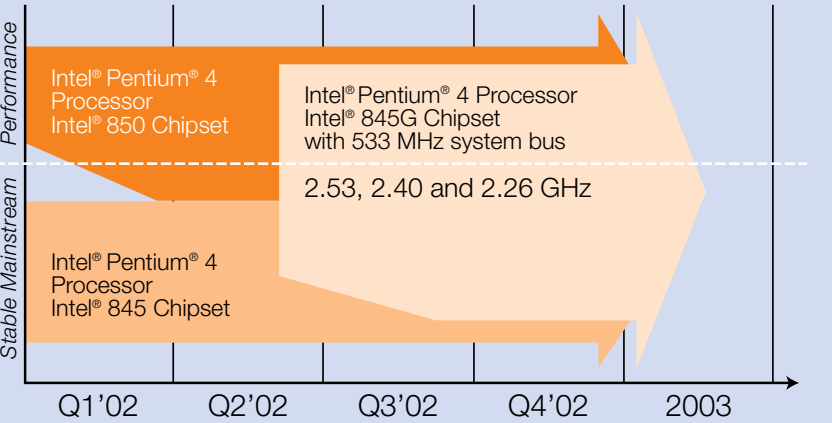 Performance
Intel® Pentium® 4
Processor
Intel® 850 Chipset
Intel® Pentium® 4 Processor
Intel® 845G Chipset
with 533 MHz system bus
2.53, 2.40 and 2.26 GHz
Stable Mainstream
Intel® Pentium® 4
Processor
Intel® 845 Chipset
Q1’02 Q2’02 Q3’02 Q4’02 2003